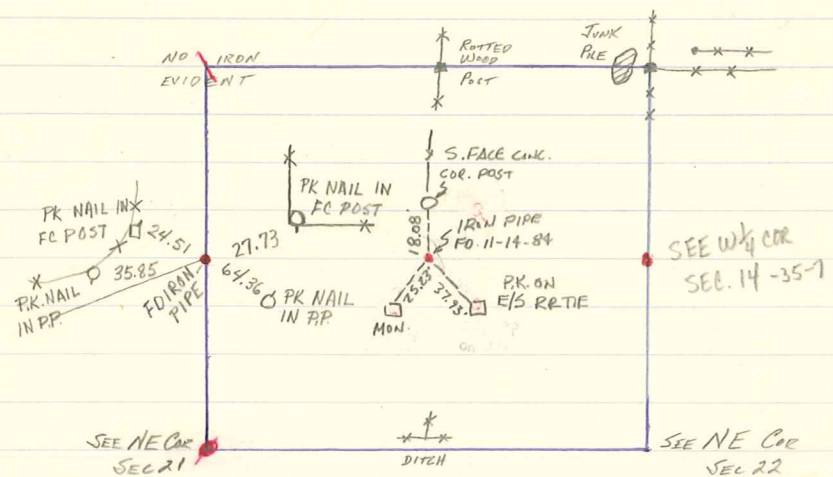 NO IRON
EVIDENT
ROTTED
WOOD
POST
JUNK
PILE
S. FACE CONC.
COR. POST
PK NAIL IN
FC POST
PK NAIL IN
FC POST
24.51
27.73
18.08'
IRON PIPE
FD. 11-14-84
35.85
64.36
FD IRON
PIPE
P.K. NAIL
IN P.P.
PK NAIL
IN P.P.
25.23'
37.93'
P.K. ON
E/S RR TIE
MON.
SEE W 1/4 COR
SEC. 14-35-7
SEE NE COR
SEC 21
DITCH
SEE NE COR
SEC 22